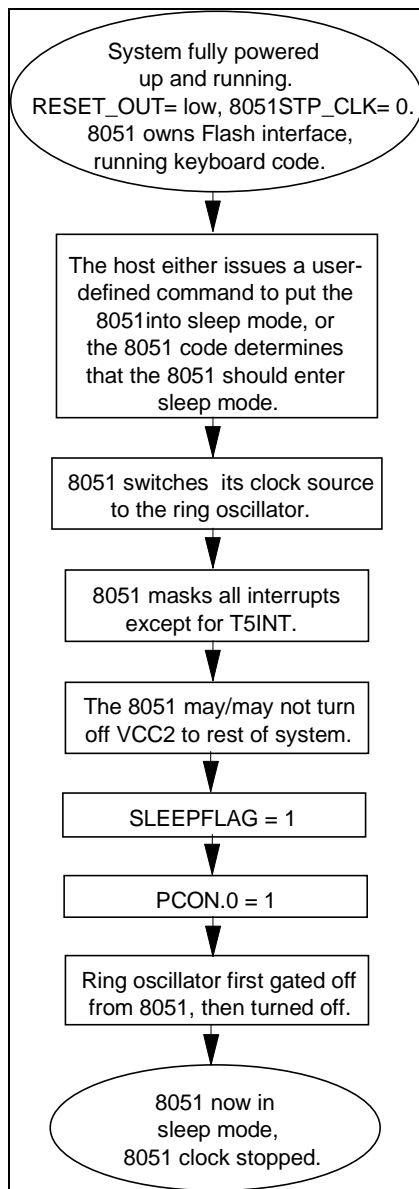 System fully powered
up and running.
RESET_OUT= low, 8051STP_CLK= 0.
8051 owns Flash interface,
running keyboard code.
The host either issues a user-
defined command to put the
8051into sleep mode, or
the 8051 code determines
that the 8051 should enter
sleep mode.
8051 switches its clock source
to the ring oscillator.
8051 masks all interrupts
except for T5INT.
The 8051 may/may not turn
off VCC2 to rest of system.
SLEEPFLAG = 1
PCON.0 = 1
Ring oscillator first gated off
from 8051, then turned off.
8051 now in
sleep mode,
8051 clock stopped.